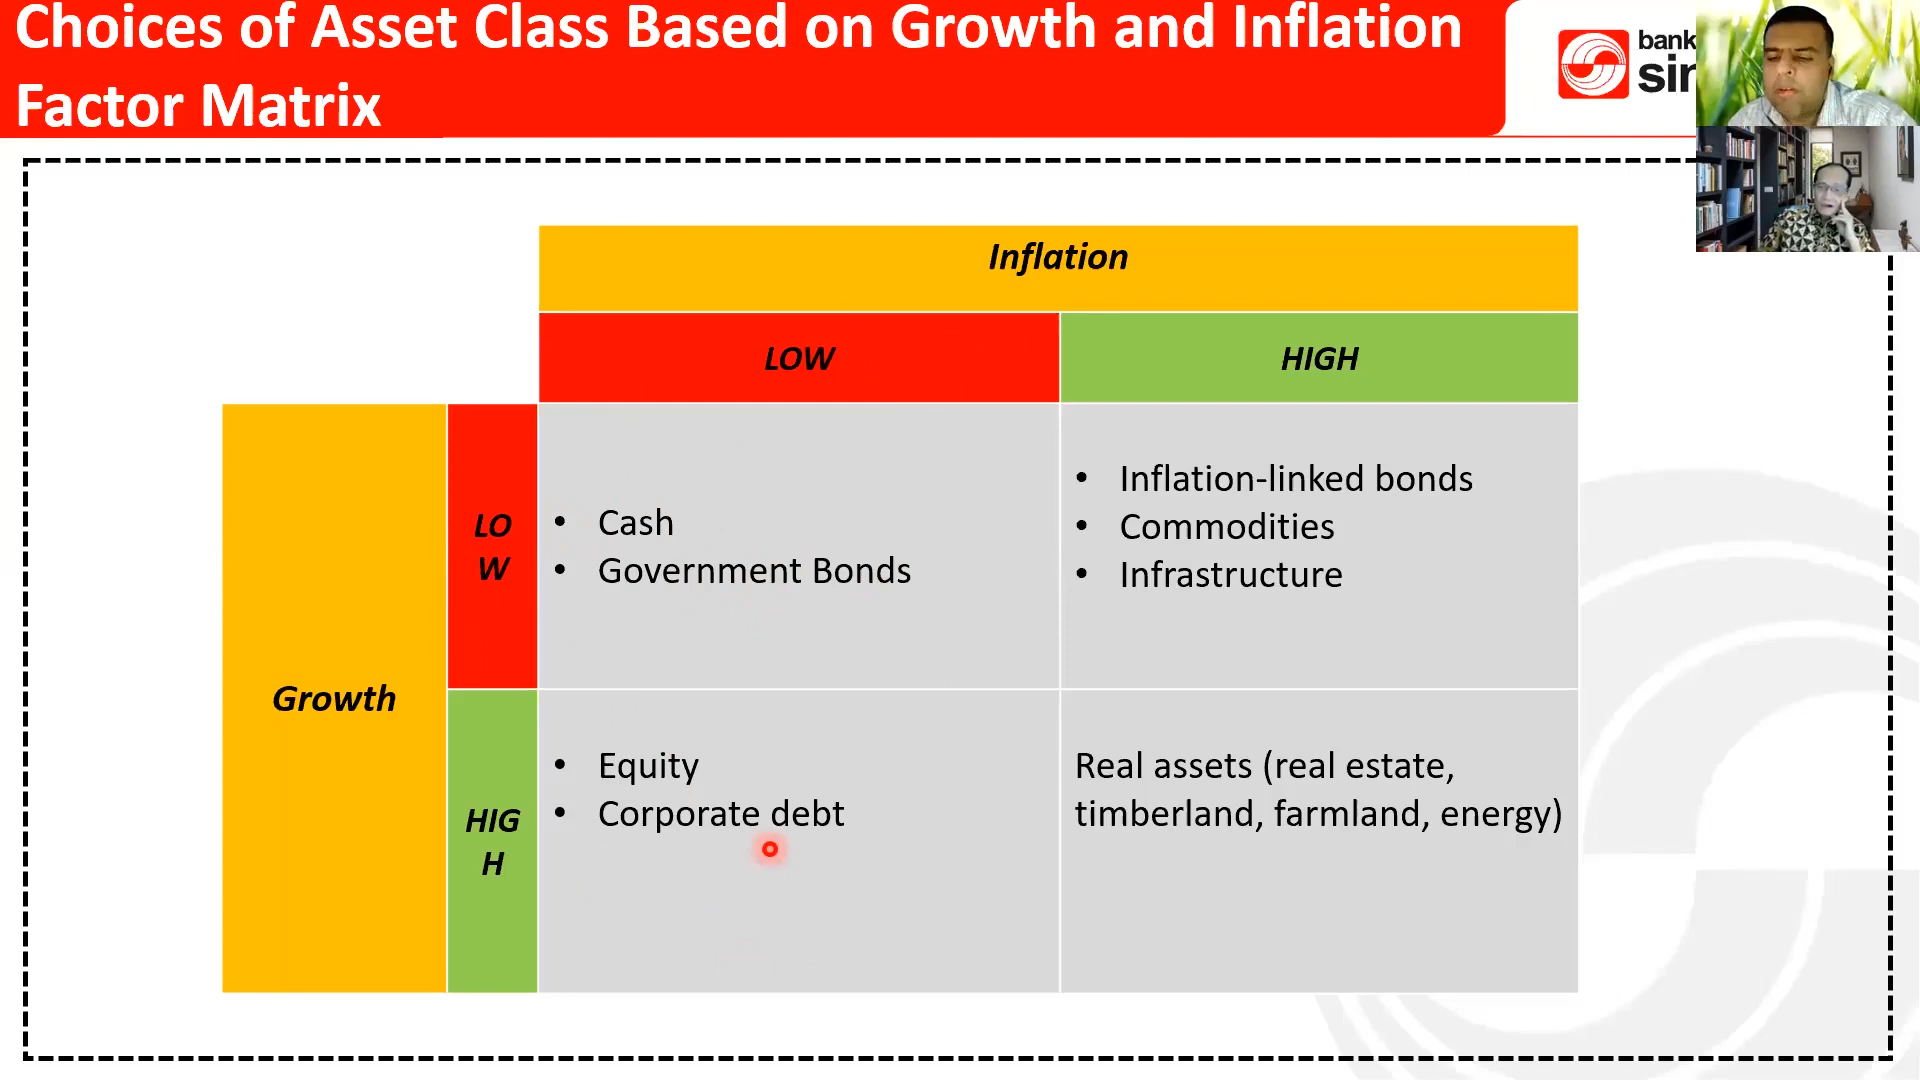 Choices of Asset Class Based on Growth and Inflation
Factor Matrix
bank
Inflation
LOW
HIGH
Growth
LO
W
• Cash
• Government Bonds
• Inflation-linked bonds
• Commodities
• Infrastructure
HIG
H
• Equity
• Corporate debt
Real assets (real estate,
timberland, farmland, energy)